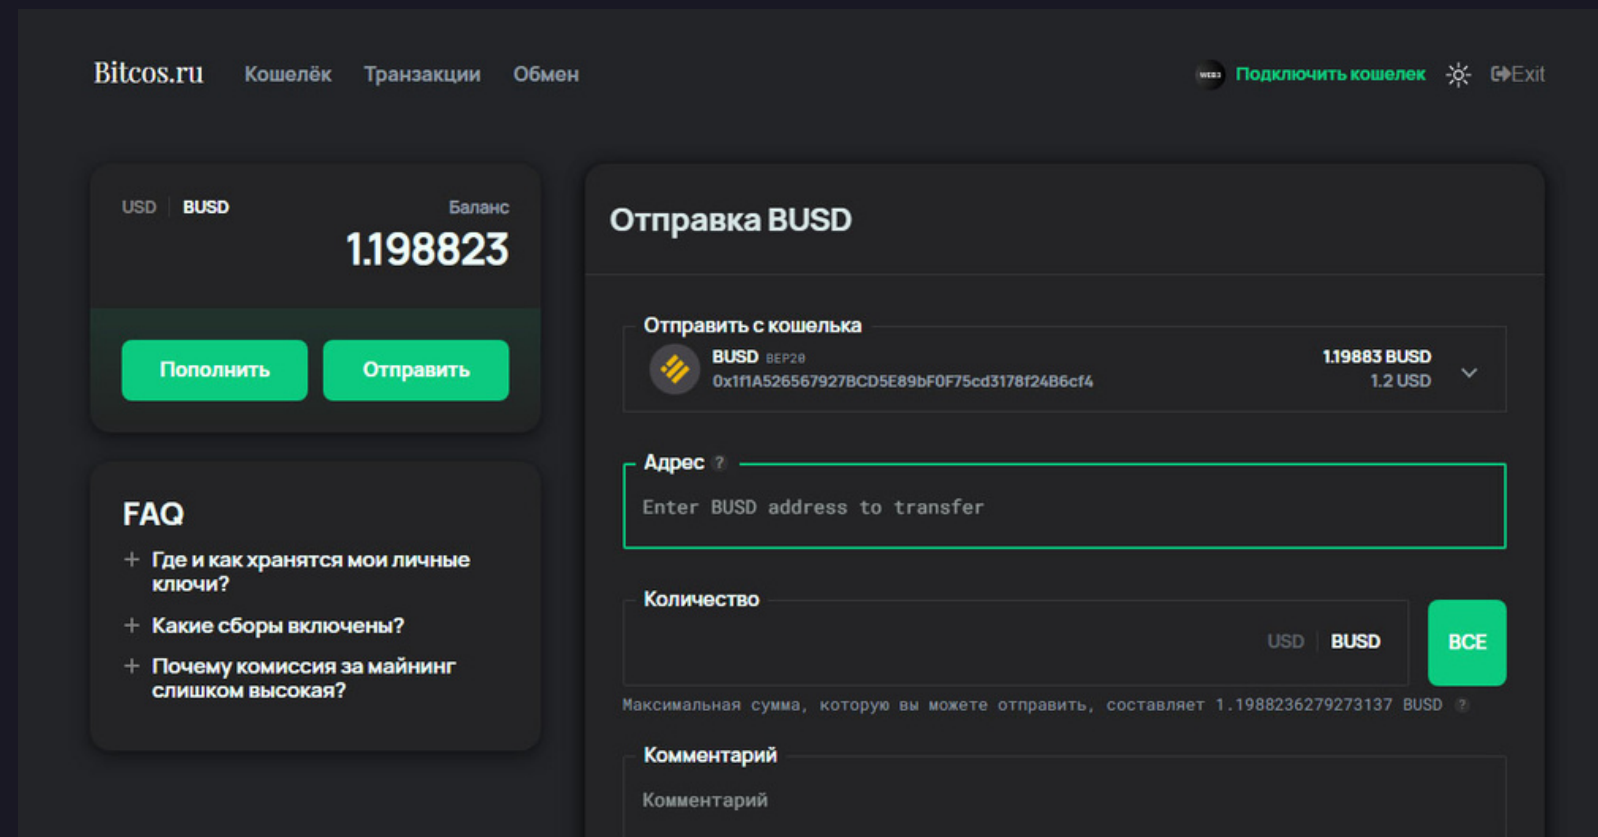 Bitcos.ru Кошелёк Транзакции Обмен
WEB3 Подключить кошелек Exit
USD BUSD Баланс
1.198823
Пополнить Отправить
FAQ
+ Где и как хранятся мои личные
ключи?
+ Какие сборы включены?
+ Почему комиссия за майнинг
слишком высокая?
Отправка BUSD
Отправить с кошелька
BUSD BEP20 1.19883 BUSD
0x1f1A526567927BCD5E89bF0F75cd3178f24B6cf4 1.2 USD
Адрес ?
Enter BUSD address to transfer
Количество
USD BUSD ВСЕ
Максимальная сумма, которую вы можете отправить, составляет 1.1988236279273137 BUSD ?
Комментарий
Комментарий